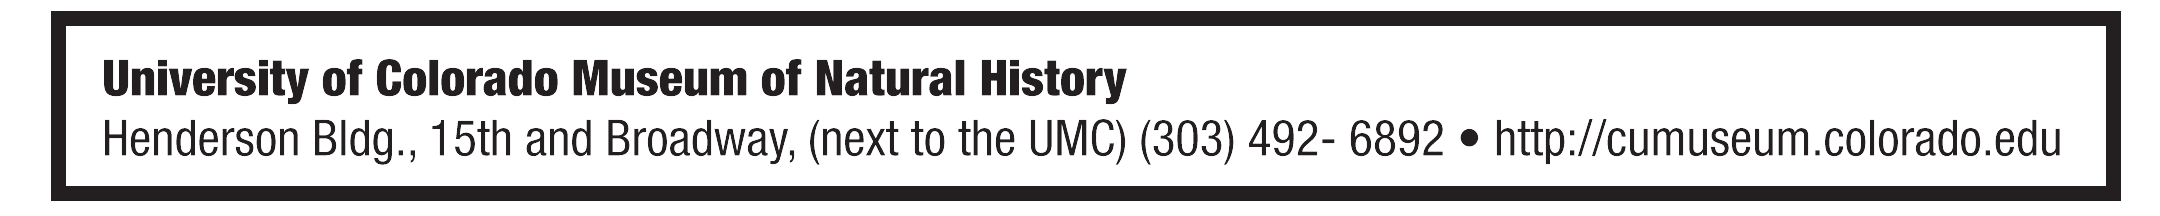 University of Colorado Museum of Natural History
Henderson Bldg., 15th and Broadway, (next to the UMC) (303) 492- 6892 • http://cumuseum.colorado.edu